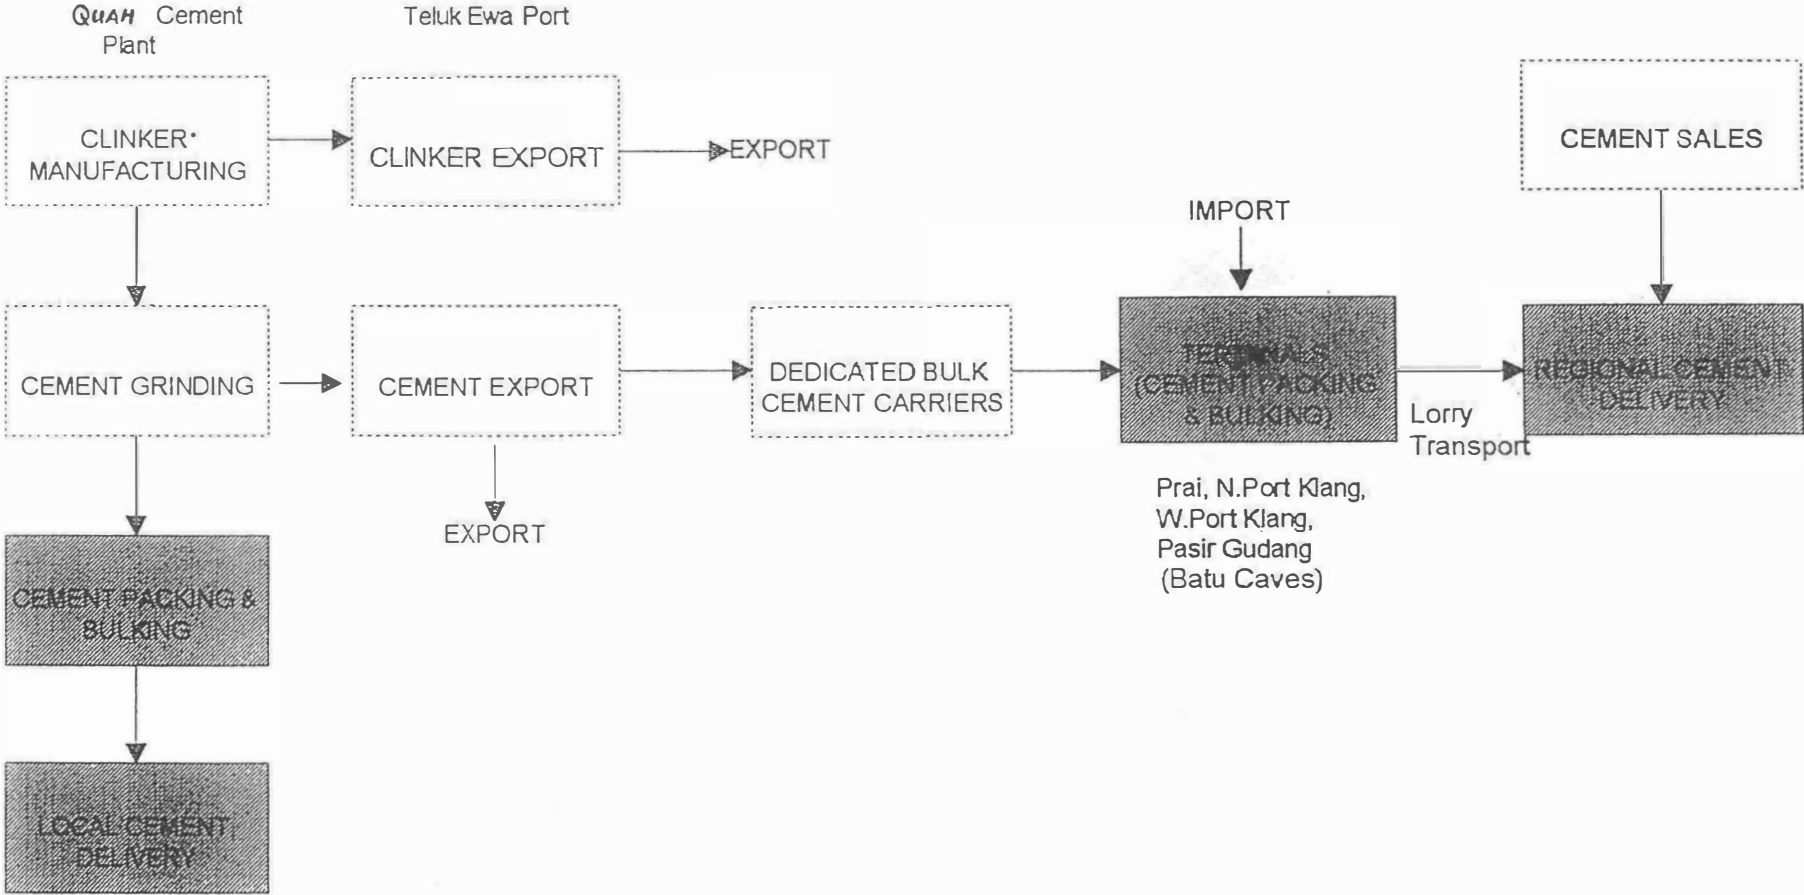 QUAH Cement
Plant
Teluk Ewa Port
CLINKER
MANUFACTURING
CLINKER EXPORT
EXPORT
CEMENT SALES
IMPORT
CEMENT GRINDING
CEMENT EXPORT
DEDICATED BULK
CEMENT CARRIERS
TERMINALS
(CEMENT PACKING
& BULKING)
Lorry
Transport
REGIONAL CEMENT
DELIVERY
Prai, N.Port Klang,
W.Port Klang,
Pasir Gudang
(Batu Caves)
EXPORT
CEMENT PACKING &
BULKING
LOCAL CEMENT
DELIVERY